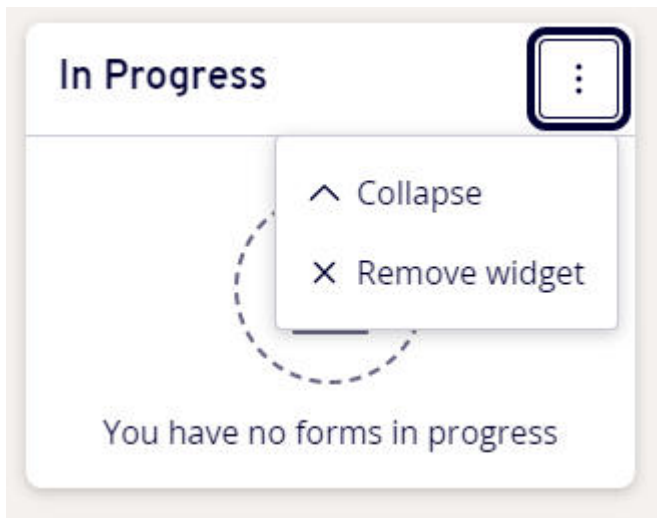 In Progress
Collapse
Remove widget
You have no forms in progress